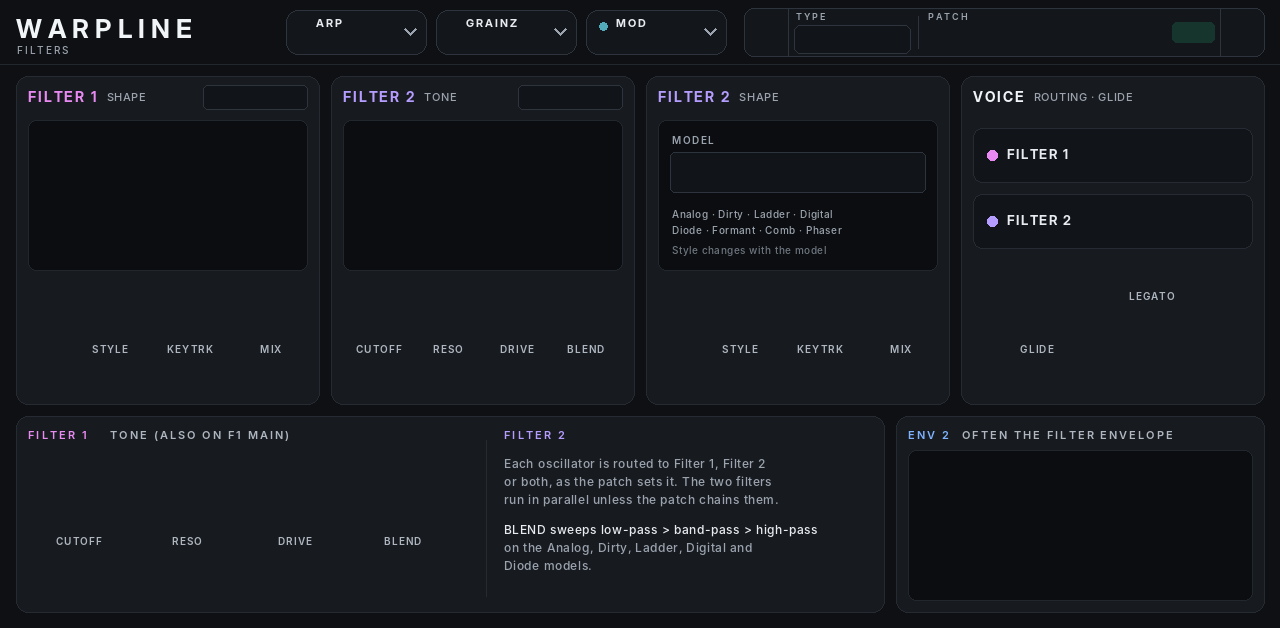 WARPLINE
FILTERS
ARP
GRAINZ
MOD
TYPE
PATCH
FILTER 1 SHAPE
FILTER 2 TONE
FILTER 2 SHAPE
VOICE ROUTING · GLIDE
MODEL
Analog · Dirty · Ladder · Digital
Diode · Formant · Comb · Phaser
Style changes with the model
FILTER 1
FILTER 2
LEGATO
STYLE KEYTRK MIX
CUTOFF RESO DRIVE BLEND
STYLE KEYTRK MIX
GLIDE
FILTER 1 TONE (ALSO ON F1 MAIN)
CUTOFF RESO DRIVE BLEND
FILTER 2
Each oscillator is routed to Filter 1, Filter 2
or both, as the patch sets it. The two filters
run in parallel unless the patch chains them.
BLEND sweeps low-pass > band-pass > high-pass
on the Analog, Dirty, Ladder, Digital and
Diode models.
ENV 2 OFTEN THE FILTER ENVELOPE